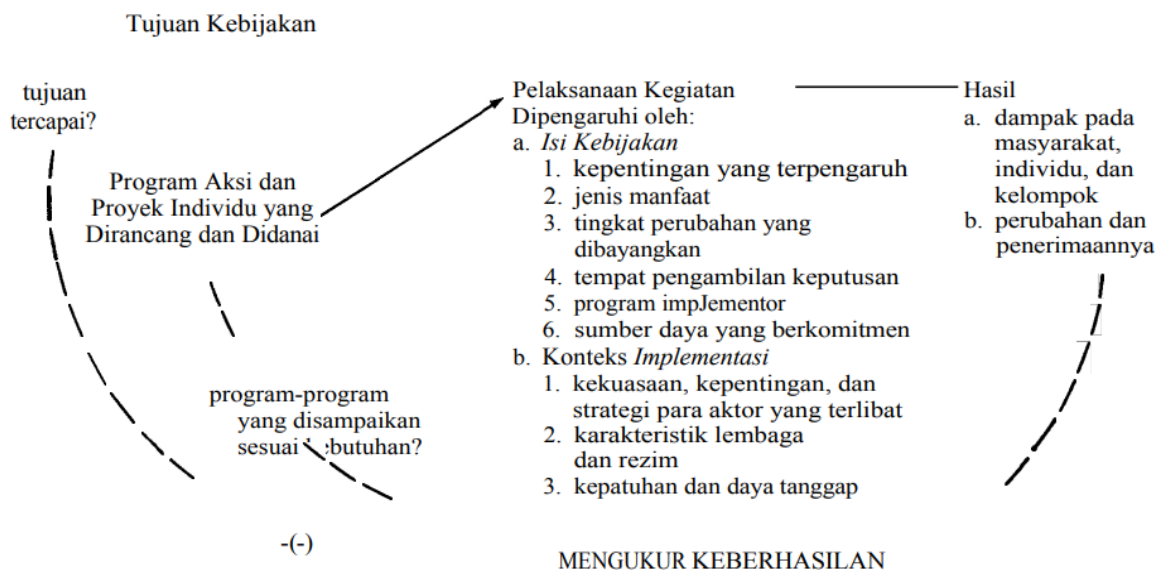 Tujuan Kebijakan
tujuan
tercapai?
Program Aksi dan
Proyek Individu yang
Dirancang dan Didanai
program-program
yang disampaikan
sesuai :butuhan?
-(-)
Pelaksanaan Kegiatan
Dipengaruhi oleh:
a. Isi Kebijakan
1. kepentingan yang terpengaruh
2. jenis manfaat
3. tingkat perubahan yang
dibayangkan
4. tempat pengambilan keputusan
5. program impJementor
6. sumber daya yang berkomitmen
b. Konteks Implementasi
1. kekuasaan, kepentingan, dan
strategi para aktor yang terlibat
2. karakteristik lembaga
dan rezim
3. kepatuhan dan daya tanggap
Hasil
a. dampak pada
masyarakat,
individu, dan
kelompok
b. perubahan dan
penerimaannya
MENGUKUR KEBERHASILAN